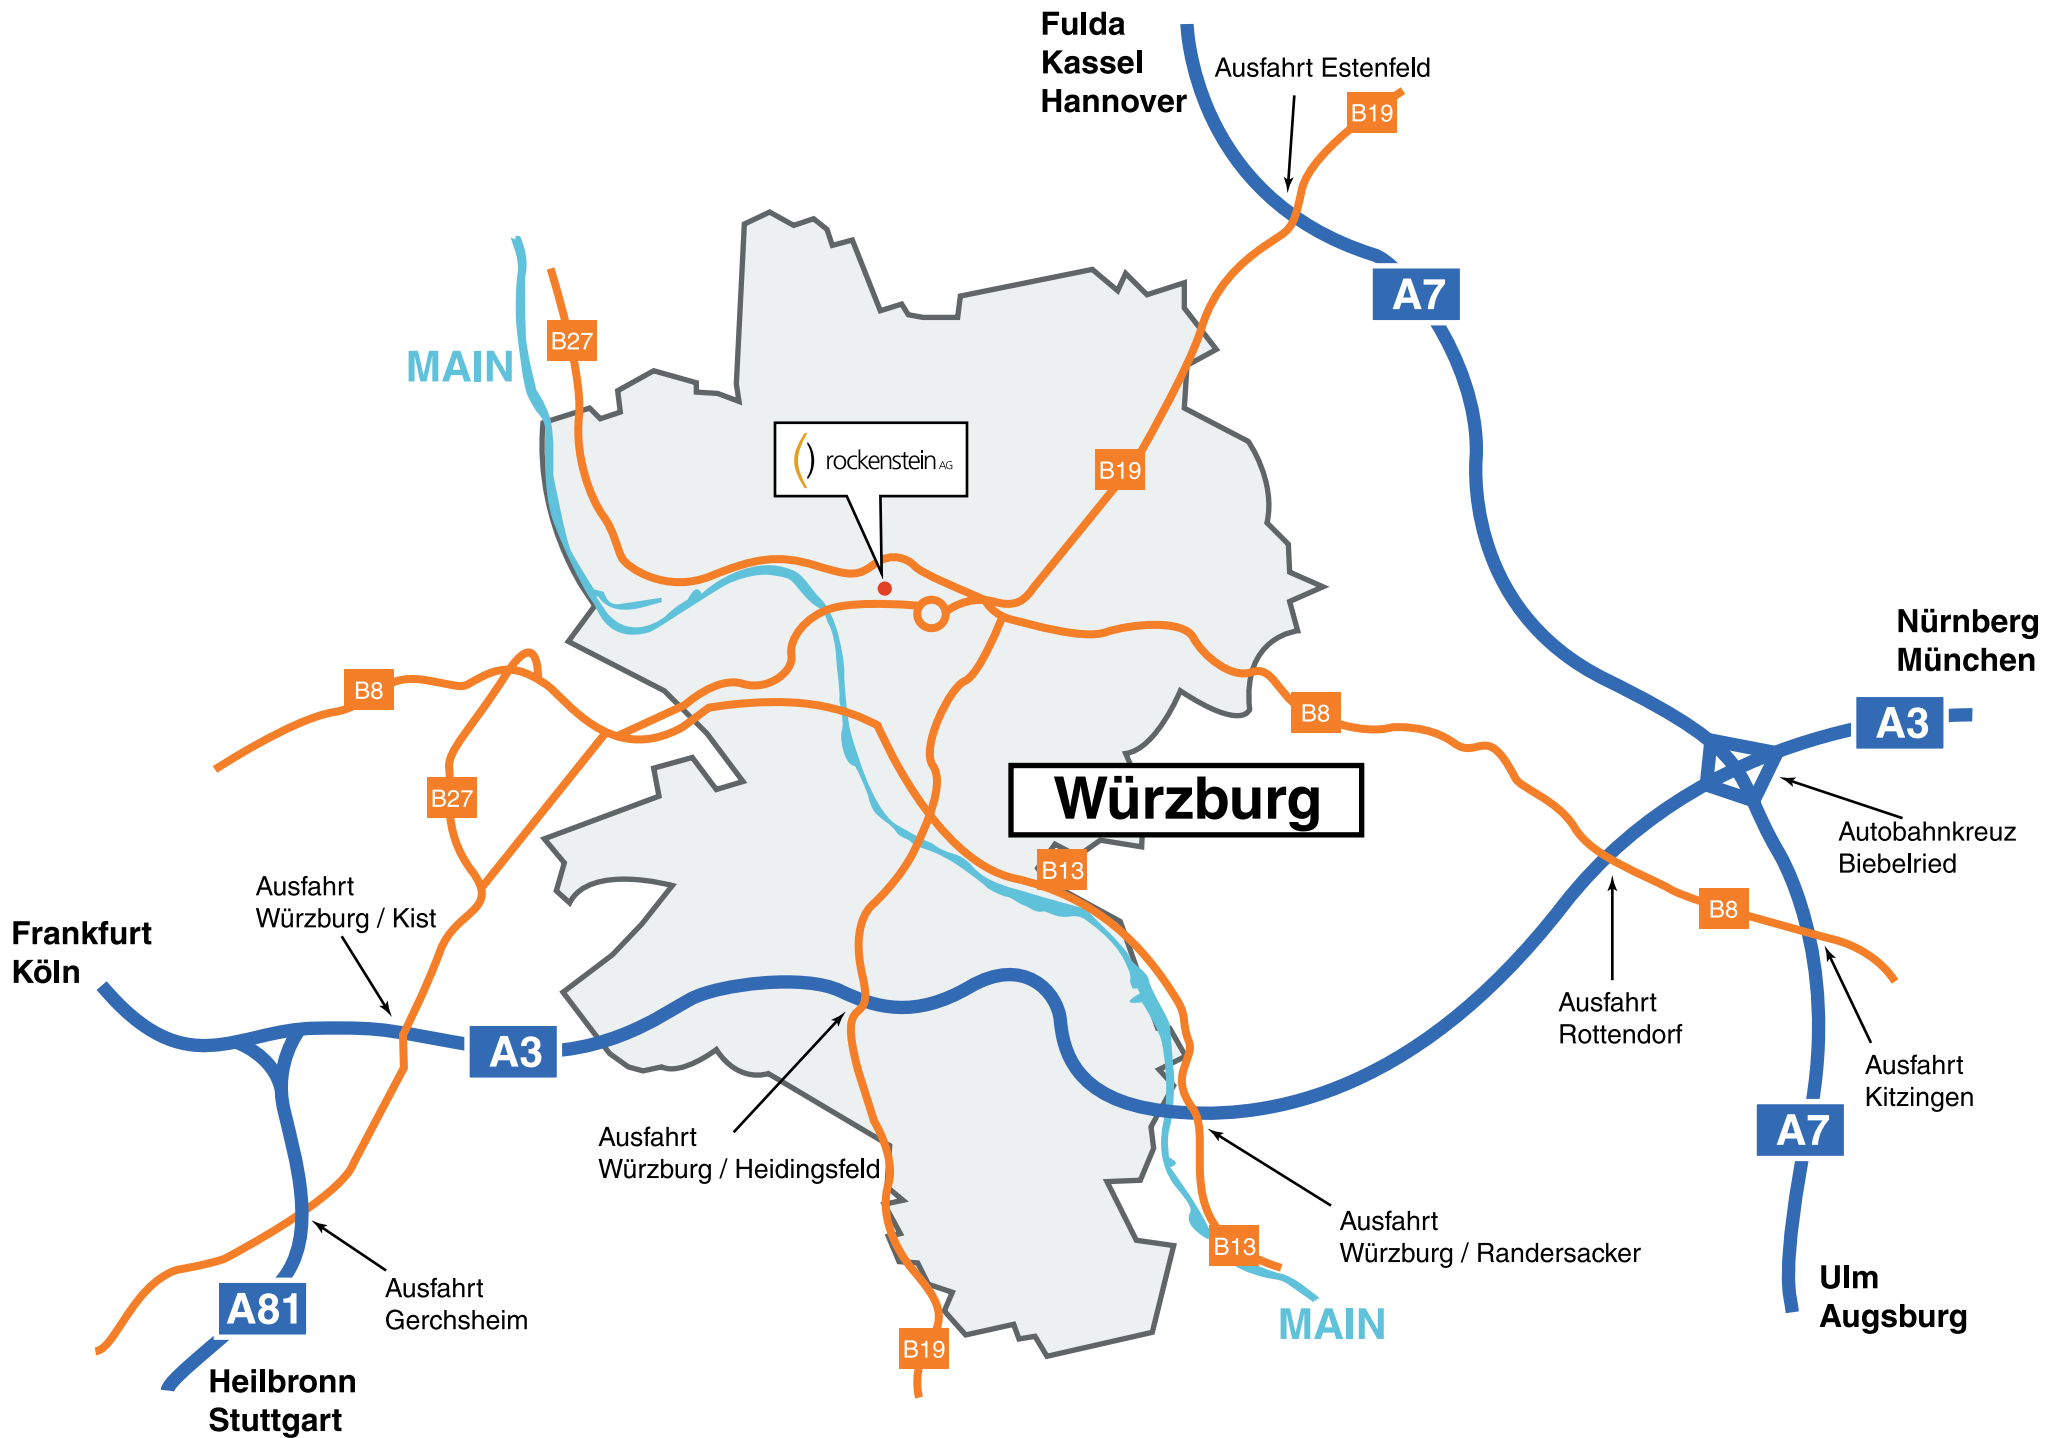 Fulda
Kassel
Hannover
Ausfahrt Estenfeld
B19
A7
B27
MAIN
rockenstein AG
B19
Nürnberg
München
A3
B8
B8
B27
Würzburg
Autobahnkreuz
Biebelried
B13
Ausfahrt
Würzburg / Kist
B8
Frankfurt
Köln
A3
Ausfahrt
Rottendorf
Ausfahrt
Kitzingen
A7
Ausfahrt
Würzburg / Heidingsfeld
Ausfahrt
Würzburg / Randersacker
B13
Ausfahrt
Gerchsheim
A81
MAIN
Ulm
Augsburg
B19
Heilbronn
Stuttgart